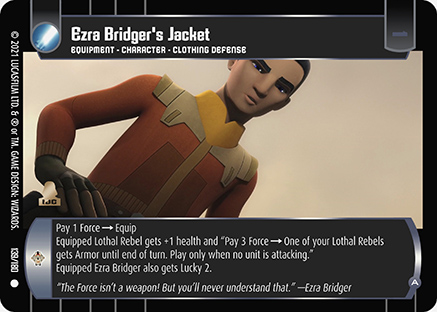 Ezra Bridger's Jacket
EQUIPMENT - CHARACTER - CLOTHING DEFENSE
© 2021 LUCASFILM LTD. & ® or TM. GAME DESIGN: WIZARDS.
IJC
Pay 1 Force → Equip
Equipped Lothal Rebel gets +1 health and “Pay 3 Force → One of your Lothal Rebels
gets Armor until end of turn. Play only when no unit is attacking.”
Equipped Ezra Bridger also gets Lucky 2.
“The Force isn't a weapon! But you'll never understand that.” —Ezra Bridger
A